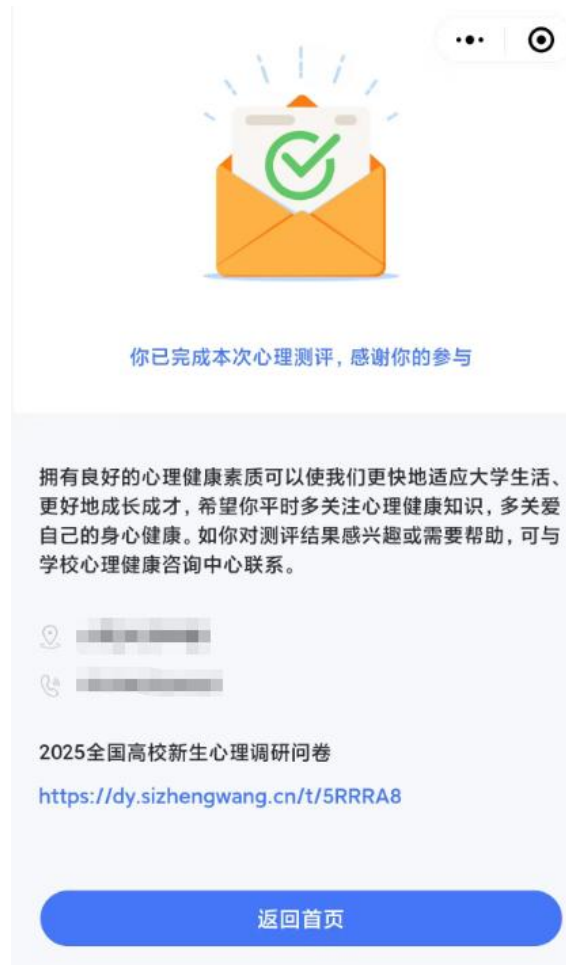 你已完成本次心理测评，感谢你的参与
拥有良好的心理健康素质可以使我们更快地适应大学生活、
更好地成长成才，希望你平时多关注心理健康知识，多关爱
自己的身心健康。如你对测评结果感兴趣或需要帮助，可与
学校心理健康咨询中心联系。
2025全国高校新生心理调研问卷
https://dy.sizhengwang.cn/t/5RRRA8
返回首页